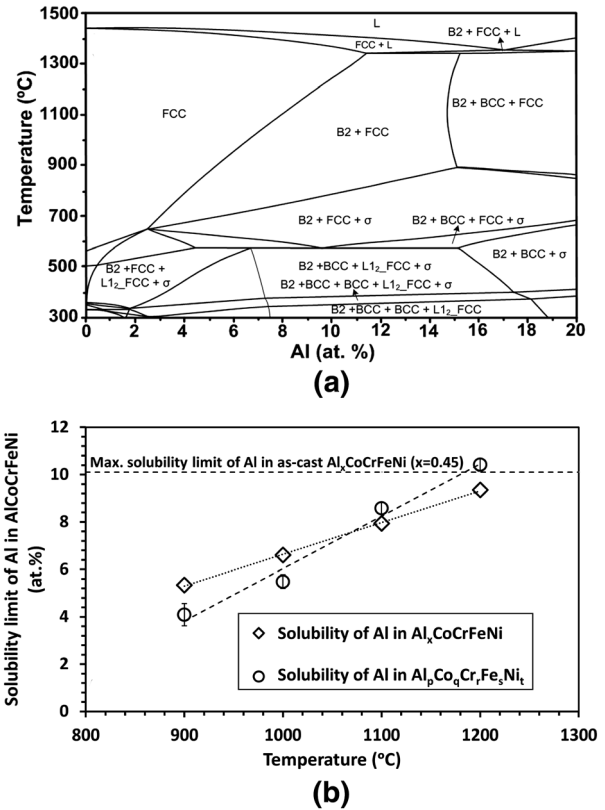 1500
1300
1100
900
700
500
300
Temperature (ºC)
L
B2 + FCC + L
FCC + L
FCC
B2 + FCC
B2 + BCC + FCC
B2 + FCC + σ
B2 + BCC + FCC + σ
B2 +FCC +
L1₂_FCC + σ
B2 +BCC + L1₂_FCC + σ
B2 + BCC + σ
B2 +BCC + BCC + L1₂_FCC + σ
B2 +BCC + BCC + L1₂_FCC
0 2 4 6 8 10 12 14 16 18 20
Al (at. %)
(a)
12
10
8
6
4
2
0
Solubility limit of Al in AlCoCrFeNi
(at.%)
Max. solubility limit of Al in as-cast AlₓCoCrFeNi (x=0.45)
Solubility of Al in AlₓCoCrFeNi
Solubility of Al in AlₚCo_qCrᵣFeₛNiₜ
800 900 1000 1100 1200 1300
Temperature (ºC)
(b)